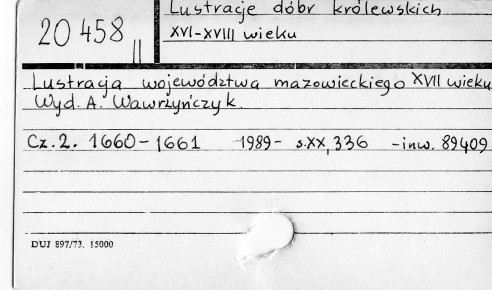 Lustracje dóbr królewskich
20 458 II
XVI-XVIII wieku
Lustracja województwa mazowieckiego XVII wieku
Wyd. A. Wawrzyńczyk.
Cz. 2. 1660-1661 1989- s. XX, 336 -inw. 89409
DUJ 897/73. 15000